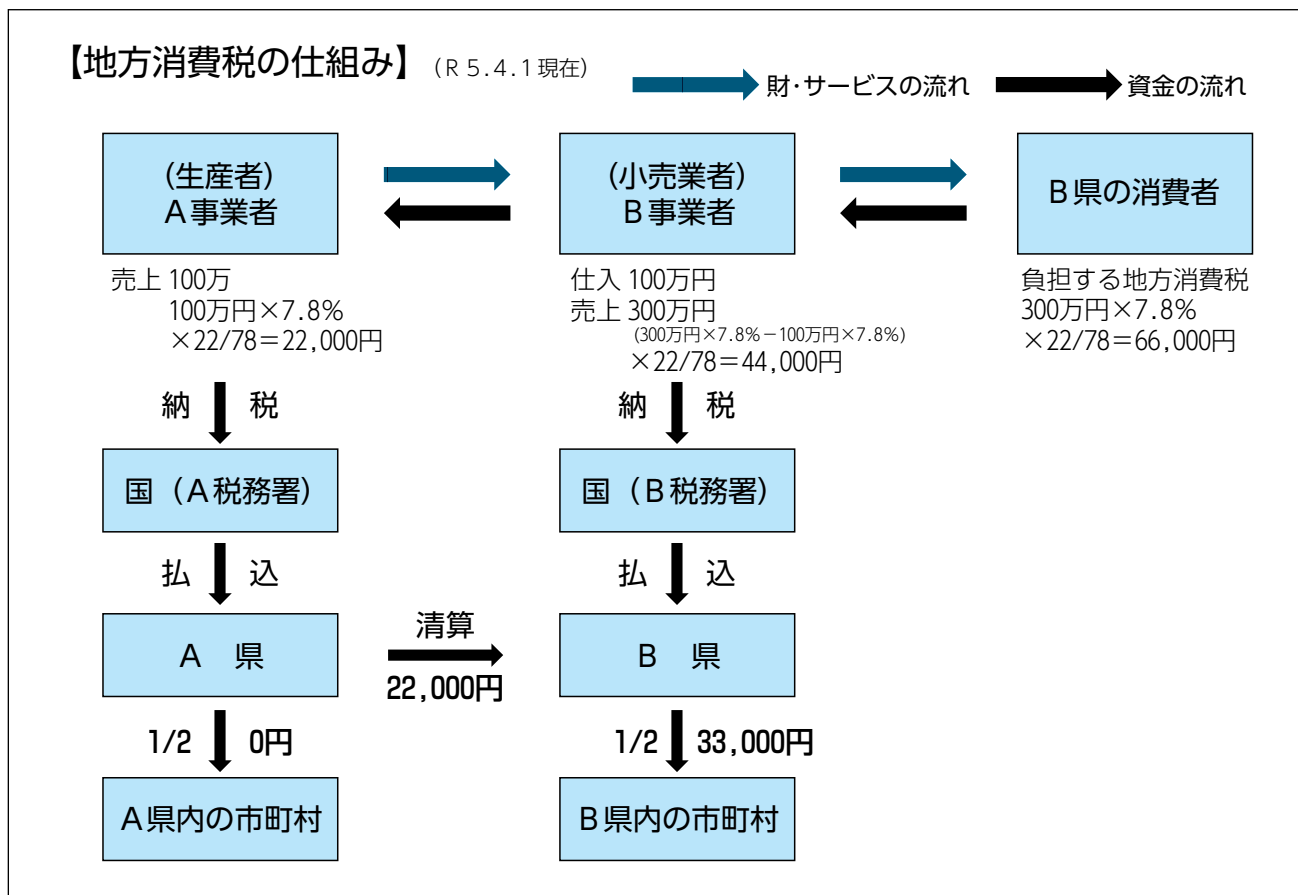 【地方消費税の仕組み】(R5.4.1現在)
財・サービスの流れ
資金の流れ
(生産者)
A事業者
(小売業者)
B事業者
B県の消費者
売上 100万
100万円×7.8%
×22/78=22,000円
仕入 100万円
売上 300万円
(300万円×7.8%-100万円×7.8%)
×22/78=44,000円
負担する地方消費税
300万円×7.8%
×22/78=66,000円
納 税
納 税
国(A税務署)
国(B税務署)
払 込
払 込
A 県
清算
22,000円
B 県
1/2 0円
1/2 33,000円
A県内の市町村
B県内の市町村